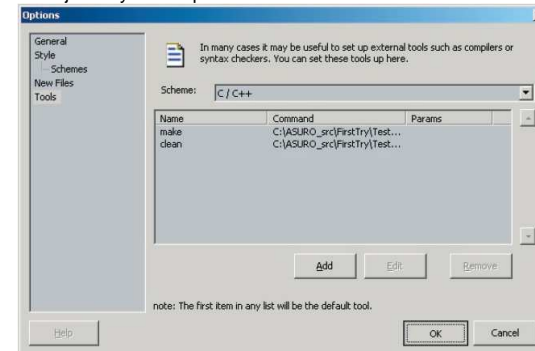 Options
General
Style
Schemes
New Files
Tools
In many cases it may be useful to set up external tools such as compilers or
syntax checkers. You can set these tools up here.
Scheme: C / C++
Name Command Params
make C:\ASURO_src\FirstTry\Test...
clean C:\ASURO_src\FirstTry\Test...
Add Edit Remove
note: The first item in any list will be the default tool.
Help OK Cancel